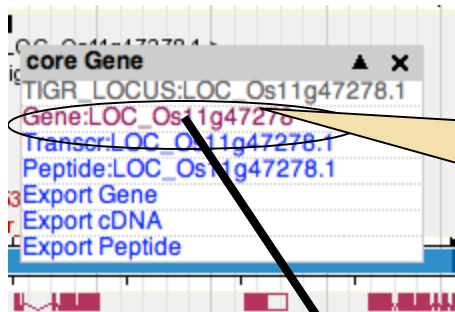 core Gene
TIGR_LOCUS:LOC_Os11g47278.1
Gene:LOC_Os11g47278
Transcr:LOC_Os11g47278.1
Peptide:LOC_Os11g47278.1
Export Gene
Export cDNA
Export Peptide